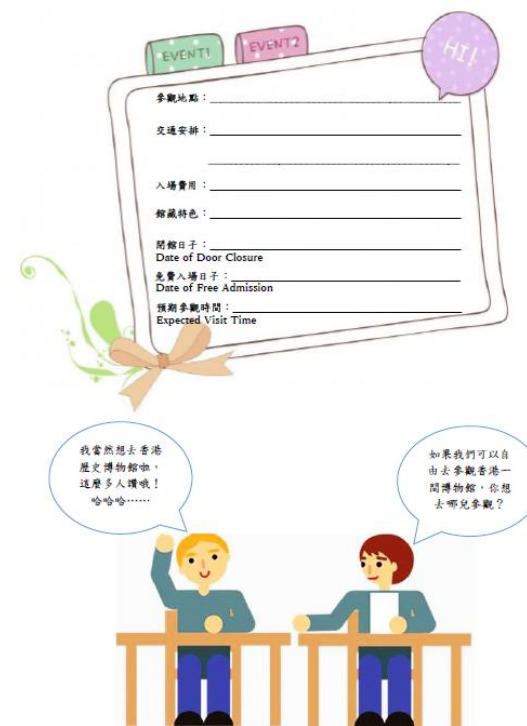 EVENT1
EVENT2
HI!
參觀地點：
交通安排：
入場費用：
館藏特色：
閉館日子：
Date of Door Closure
免費入場日子：
Date of Free Admission
預期參觀時間：
Expected Visit Time
我當然想去香港
歷史博物館啦，
這麼多人讚哦！
哈哈哈……
如果我們可以自
由去參觀香港一
間博物館，你想
去哪兒參觀？